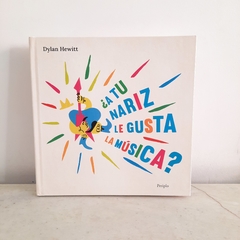 Dylan Hewitt
¿A TU
NARIZ
LE GUSTA
LA MÚSICA?